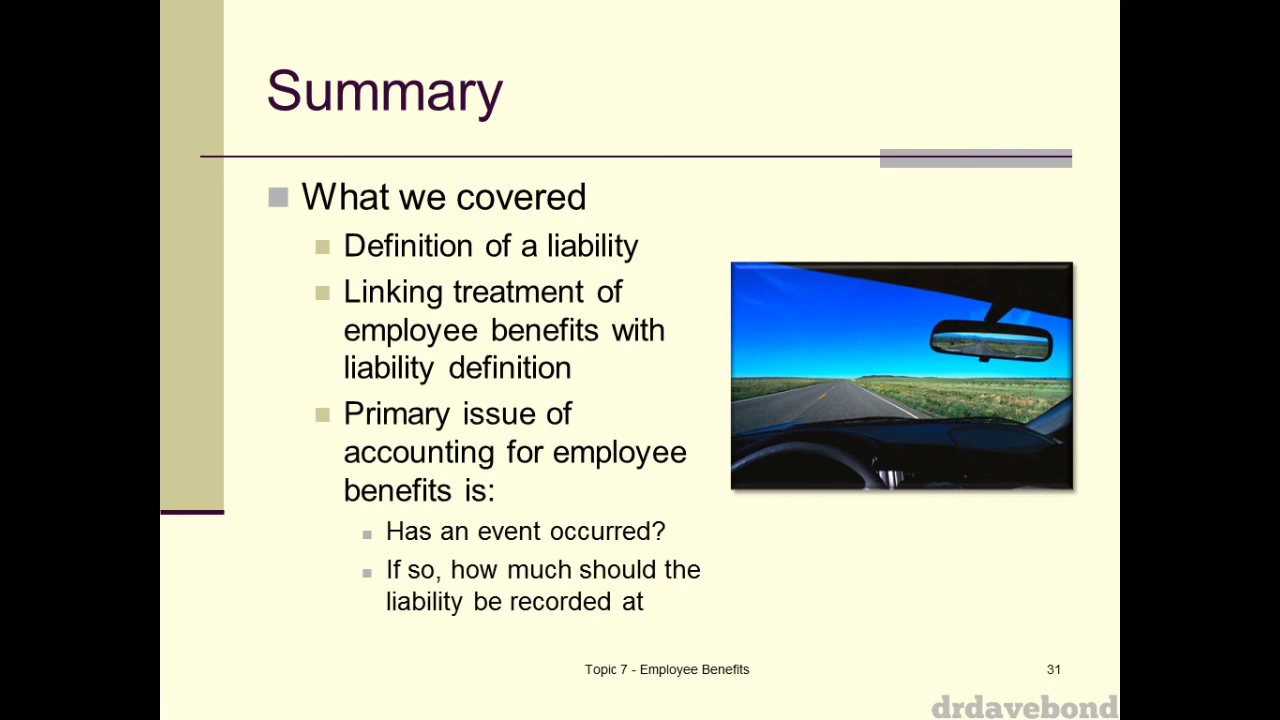 Summary
What we covered
Definition of a liability
Linking treatment of
employee benefits with
liability definition
Primary issue of
accounting for employee
benefits is:
Has an event occurred?
If so, how much should the
liability be recorded at
Topic 7 - Employee Benefits
31
drdavebond